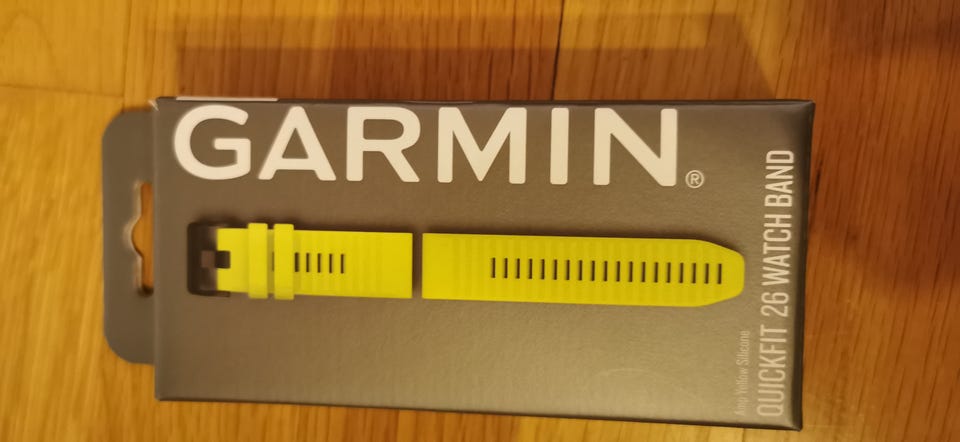 GARMIN®
Amp Yellow Silicone
QUICKFIT 26 WATCH BAND